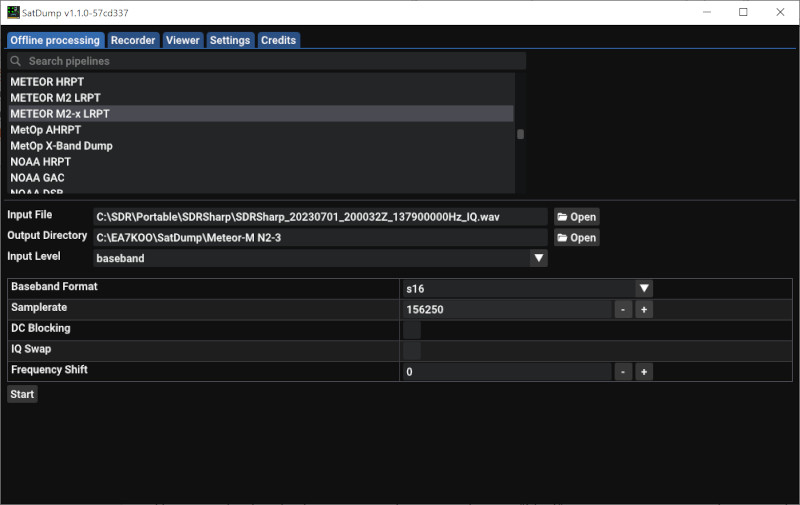 SatDump v1.1.0-57cd337
Offline processing Recorder Viewer Settings Credits
Search pipelines
METEOR HRPT
METEOR M2 LRPT
METEOR M2-x LRPT
MetOp AHRPT
MetOp X-Band Dump
NOAA HRPT
NOAA GAC
NOAA DSB
Input File C:\SDR\Portable\SDRSharp\SDRSharp_20230701_200032Z_137900000Hz_IQ.wav Open
Output Directory C:\EA7KOO\SatDump\Meteor-M N2-3 Open
Input Level baseband
Baseband Format s16
Samplerate 156250 - +
DC Blocking
IQ Swap
Frequency Shift 0 - +
Start